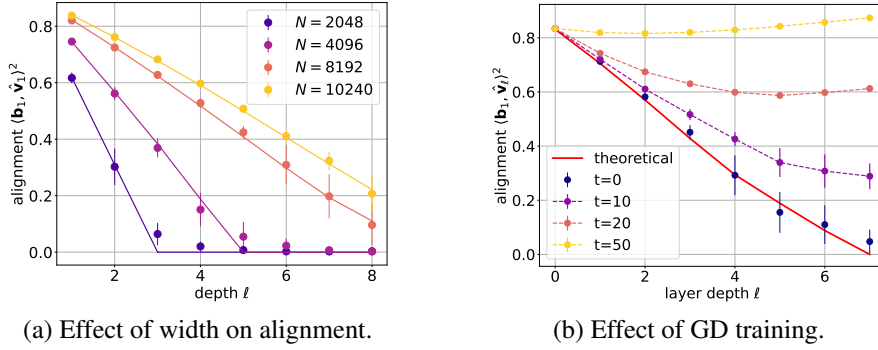 alignment ⟨b₁, v̂₁⟩²
0.8
0.6
0.4
0.2
0.0
N = 2048
N = 4096
N = 8192
N = 10240
2
4
6
8
depth ℓ
(a) Effect of width on alignment.
alignment ⟨b₁, v̂ℓ⟩²
0.8
0.6
0.4
0.2
0.0
theoretical
t=0
t=10
t=20
t=50
0
2
4
6
layer depth ℓ
(b) Effect of GD training.